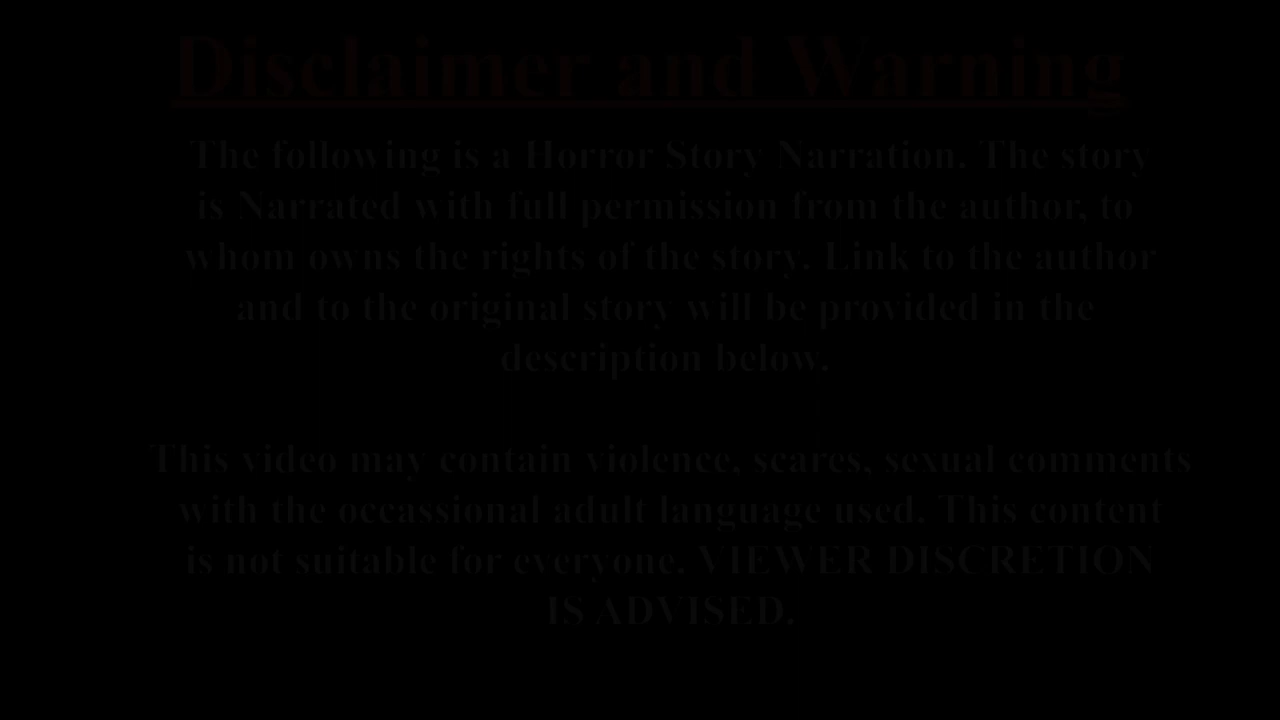 Disclaimer and Warning
The following is a Horror Story Narration. The story
is Narrated with full permission from the author, to
whom owns the rights of the story. Link to the author
and to the original story will be provided in the
description below.
This video may contain violence, scares, sexual comments
with the occassional adult language used. This content
is not suitable for everyone. VIEWER DISCRETION
IS ADVISED.